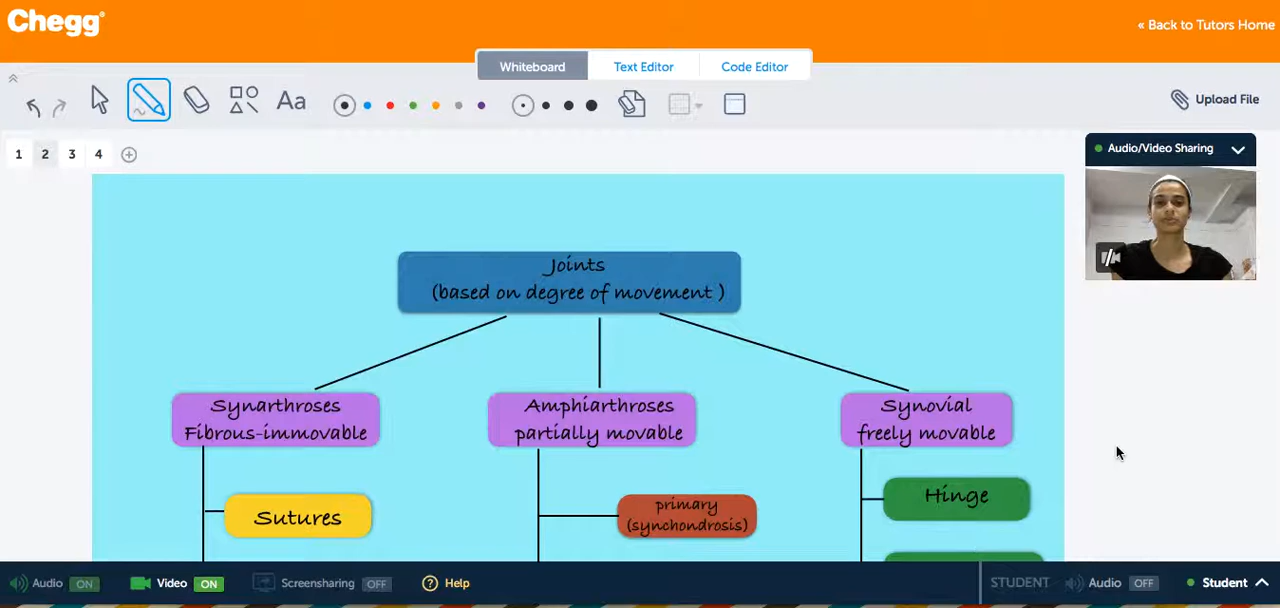 Chegg®
« Back to Tutors Home
Whiteboard
Text Editor
Code Editor
Aa
Upload File
1
2
3
4
Audio/Video Sharing
Joints
(based on degree of movement )
Synarthroses
Fibrous-immovable
Amphiarthroses
partially movable
Synovial
freely movable
Sutures
primary
(synchondrosis)
Hinge
Audio ON
Video ON
Screensharing OFF
? Help
STUDENT
Audio OFF
Student